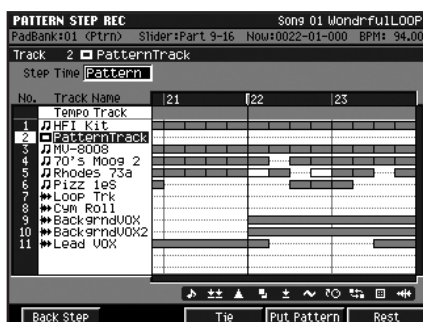 PATTERN STEP REC Song 01 WondrfulLOOP
PadBank:01 (Ptrn) Slider:Part 9-16 Now:0022-01-000 BPM: 94.00
Track 2 PatternTrack
Step Time Pattern
No. Track Name 21 22 23
Tempo Track
1 HFI Kit
2 PatternTrack
3 MV-8008
4 70's Moog 2
5 Rhodes 73a
6 Pizz 1eS
7 Loop Trk
8 Cym Roll
9 BackgrndVOX
10 BackgrndVOX2
11 Lead VOX
Back Step Tie Put Pattern Rest